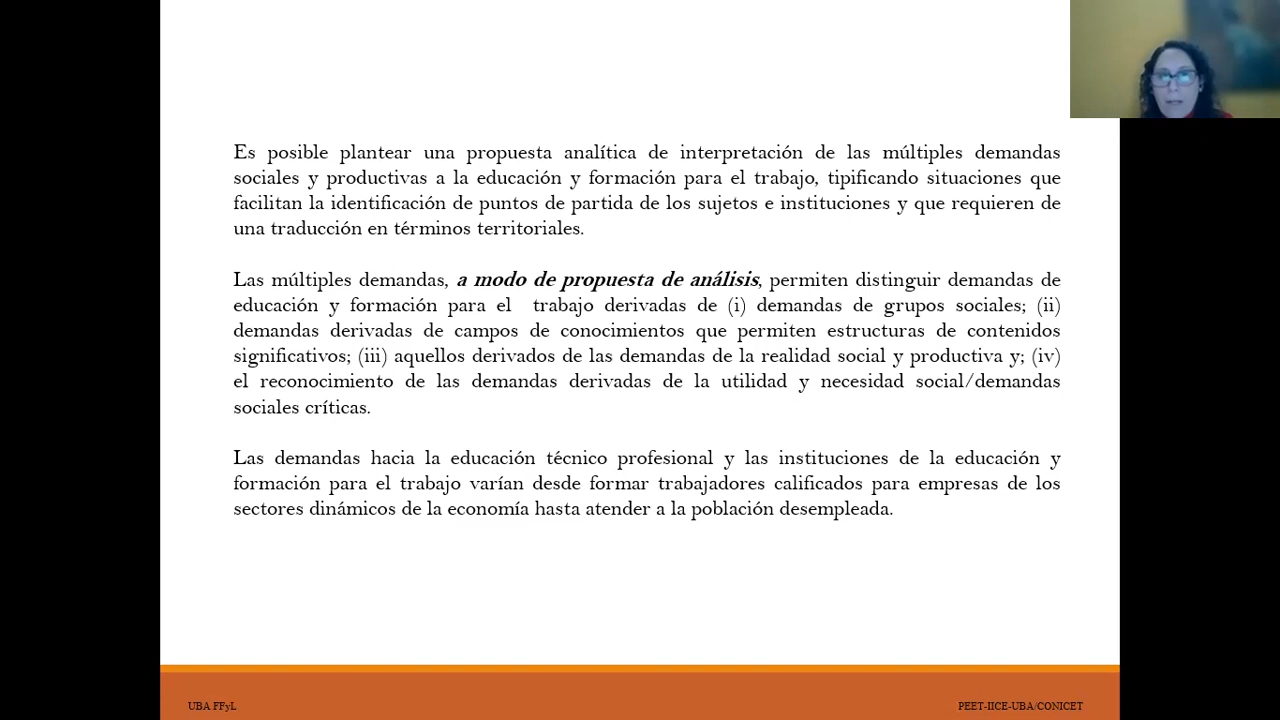 Es posible plantear una propuesta analítica de interpretación de las múltiples demandas
sociales y productivas a la educación y formación para el trabajo, tipificando situaciones que
facilitan la identificación de puntos de partida de los sujetos e instituciones y que requieren de
una traducción en términos territoriales.
Las múltiples demandas, a modo de propuesta de análisis, permiten distinguir demandas de
educación y formación para el trabajo derivadas de (i) demandas de grupos sociales; (ii)
demandas derivadas de campos de conocimientos que permiten estructuras de contenidos
significativos; (iii) aquellos derivados de las demandas de la realidad social y productiva y; (iv)
el reconocimiento de las demandas derivadas de la utilidad y necesidad social/demandas
sociales críticas.
Las demandas hacia la educación técnico profesional y las instituciones de la educación y
formación para el trabajo varían desde formar trabajadores calificados para empresas de los
sectores dinámicos de la economía hasta atender a la población desempleada.
UBA FFyL
PEET-IICE-UBA/CONICET